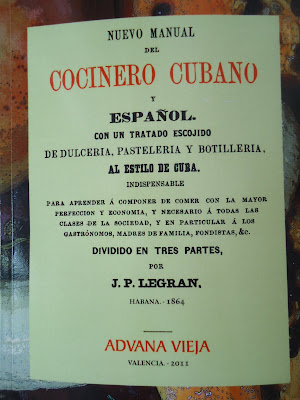 NUEVO MANUAL
DEL
COCINERO CUBANO
Y
ESPAÑOL.
CON UN TRATADO ESCOJIDO
DE DULCERIA, PASTELERIA Y BOTILLERIA,
AL ESTILO DE CUBA.
INDISPENSABLE
PARA APRENDER Á COMPONER DE COMER CON LA MAYOR
PERFECCION Y ECONOMIA, Y NECESARIO Á TODAS LAS
CLASES DE LA SOCIEDAD, Y EN PARTICULAR Á LOS
GASTRÓNOMOS, MADRES DE FAMILIA, FONDISTAS, &c.
DIVIDIDO EN TRES PARTES,
POR
J. P. LEGRAN.
HABANA.-1864
ADVANA VIEJA
VALENCIA.-2011